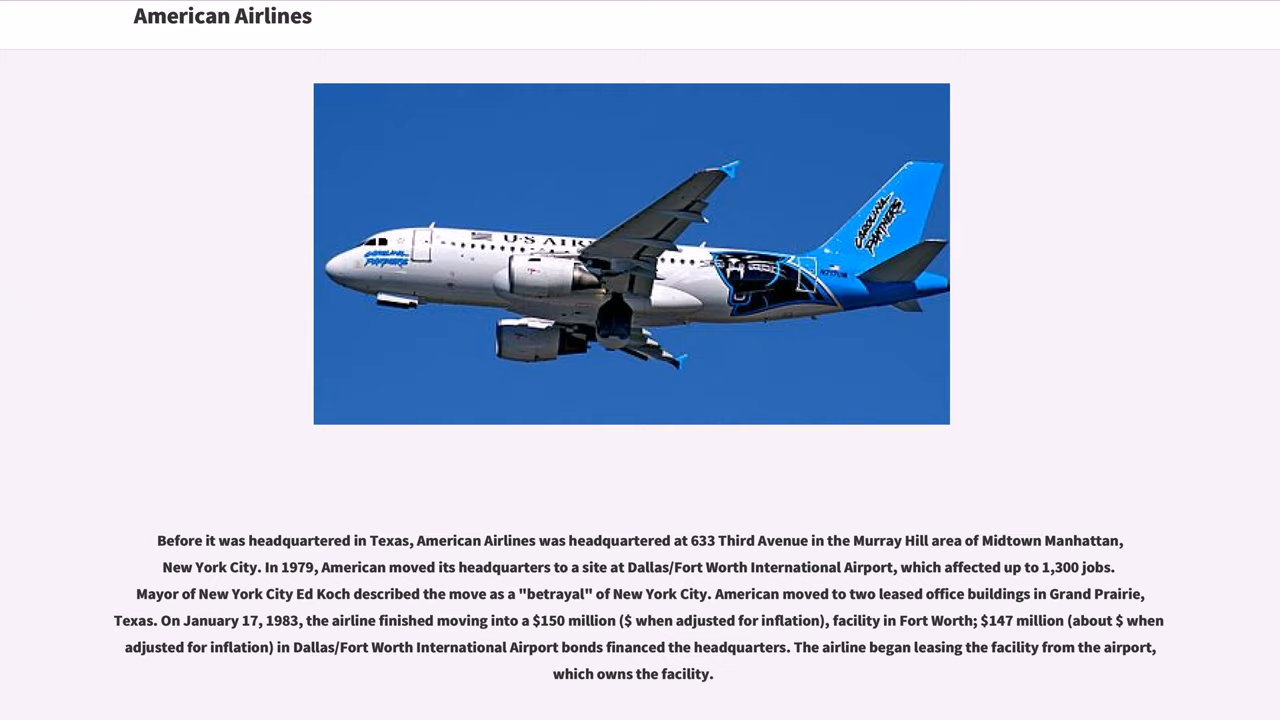 American Airlines
U·S AIR
CAROLINA
PANTHERS
CAROLINA
PANTHERS
Before it was headquartered in Texas, American Airlines was headquartered at 633 Third Avenue in the Murray Hill area of Midtown Manhattan,
New York City. In 1979, American moved its headquarters to a site at Dallas/Fort Worth International Airport, which affected up to 1,300 jobs.
Mayor of New York City Ed Koch described the move as a "betrayal" of New York City. American moved to two leased office buildings in Grand Prairie,
Texas. On January 17, 1983, the airline finished moving into a $150 million ($ when adjusted for inflation), facility in Fort Worth; $147 million (about $ when
adjusted for inflation) in Dallas/Fort Worth International Airport bonds financed the headquarters. The airline began leasing the facility from the airport,
which owns the facility.